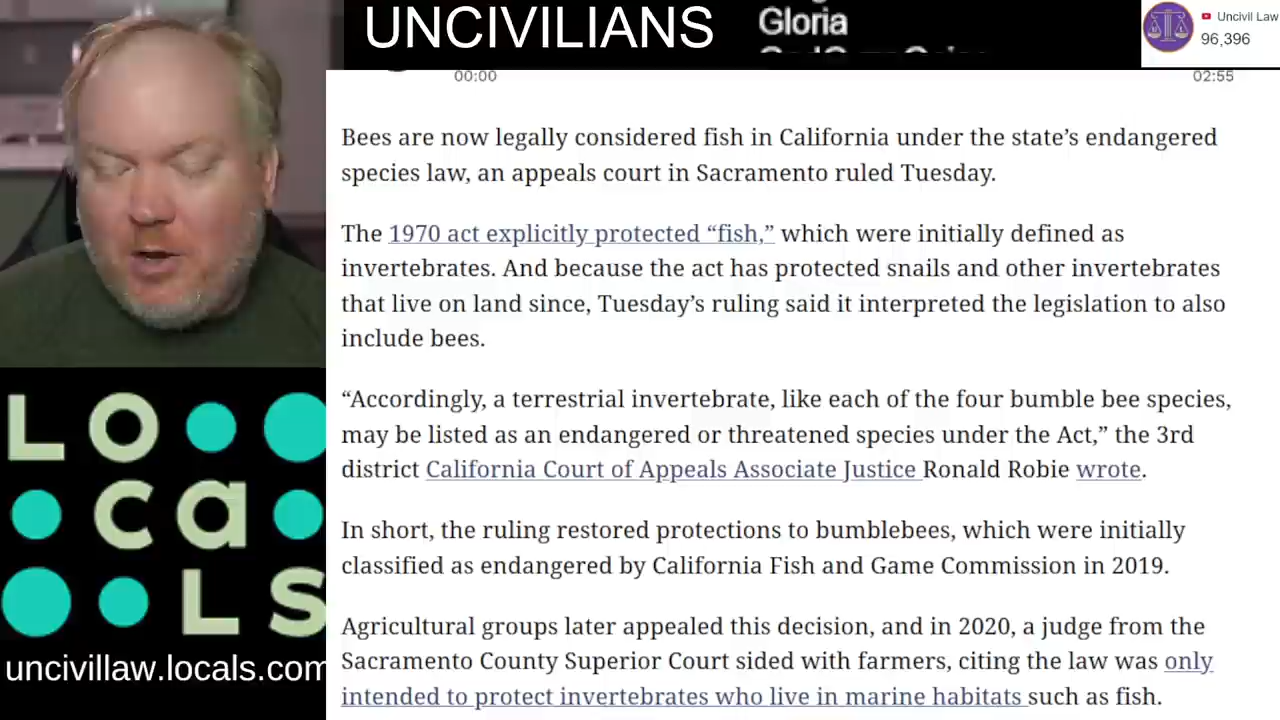 UNCIVILIANS
Gloria
Uncivil Law
96,396
00:00
02:55
Bees are now legally considered fish in California under the state’s endangered
species law, an appeals court in Sacramento ruled Tuesday.
The 1970 act explicitly protected “fish,” which were initially defined as
invertebrates. And because the act has protected snails and other invertebrates
that live on land since, Tuesday’s ruling said it interpreted the legislation to also
include bees.
“Accordingly, a terrestrial invertebrate, like each of the four bumble bee species,
may be listed as an endangered or threatened species under the Act,” the 3rd
district California Court of Appeals Associate Justice Ronald Robie wrote.
In short, the ruling restored protections to bumblebees, which were initially
classified as endangered by California Fish and Game Commission in 2019.
Agricultural groups later appealed this decision, and in 2020, a judge from the
Sacramento County Superior Court sided with farmers, citing the law was only
intended to protect invertebrates who live in marine habitats such as fish.
LO
ca
LS
uncivillaw.locals.com